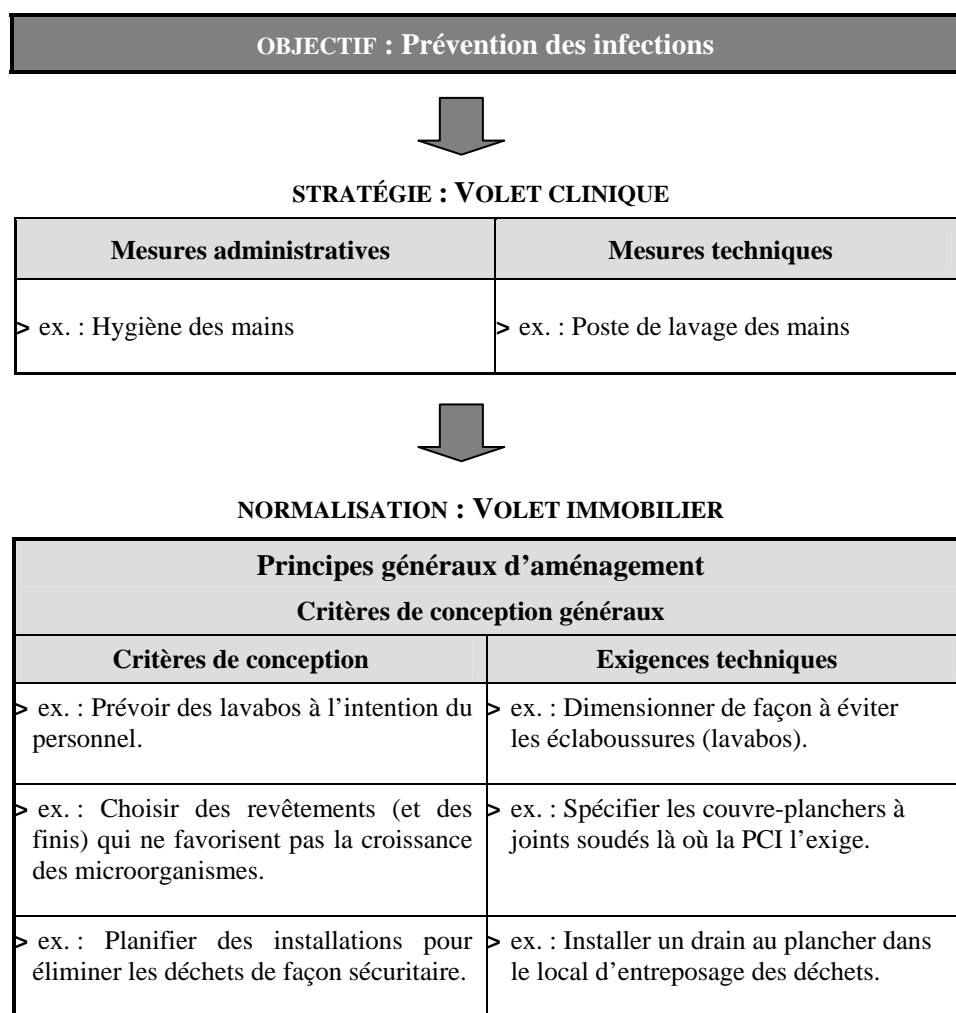 OBJECTIF : Prévention des infections
STRATÉGIE : VOLET CLINIQUE
Mesures administratives
Mesures techniques
> ex. : Hygiène des mains
> ex. : Poste de lavage des mains
NORMALISATION : VOLET IMMOBILIER
Principes généraux d’aménagement
Critères de conception généraux
Critères de conception
Exigences techniques
> ex. : Prévoir des lavabos à l’intention du
personnel.
> ex. : Dimensionner de façon à éviter
les éclaboussures (lavabos).
> ex. : Choisir des revêtements (et des
finis) qui ne favorisent pas la croissance
des microorganismes.
> ex. : Spécifier les couvre-planchers à
joints soudés là où la PCI l’exige.
> ex. : Planifier des installations pour
éliminer les déchets de façon sécuritaire.
> ex. : Installer un drain au plancher dans
le local d’entreposage des déchets.